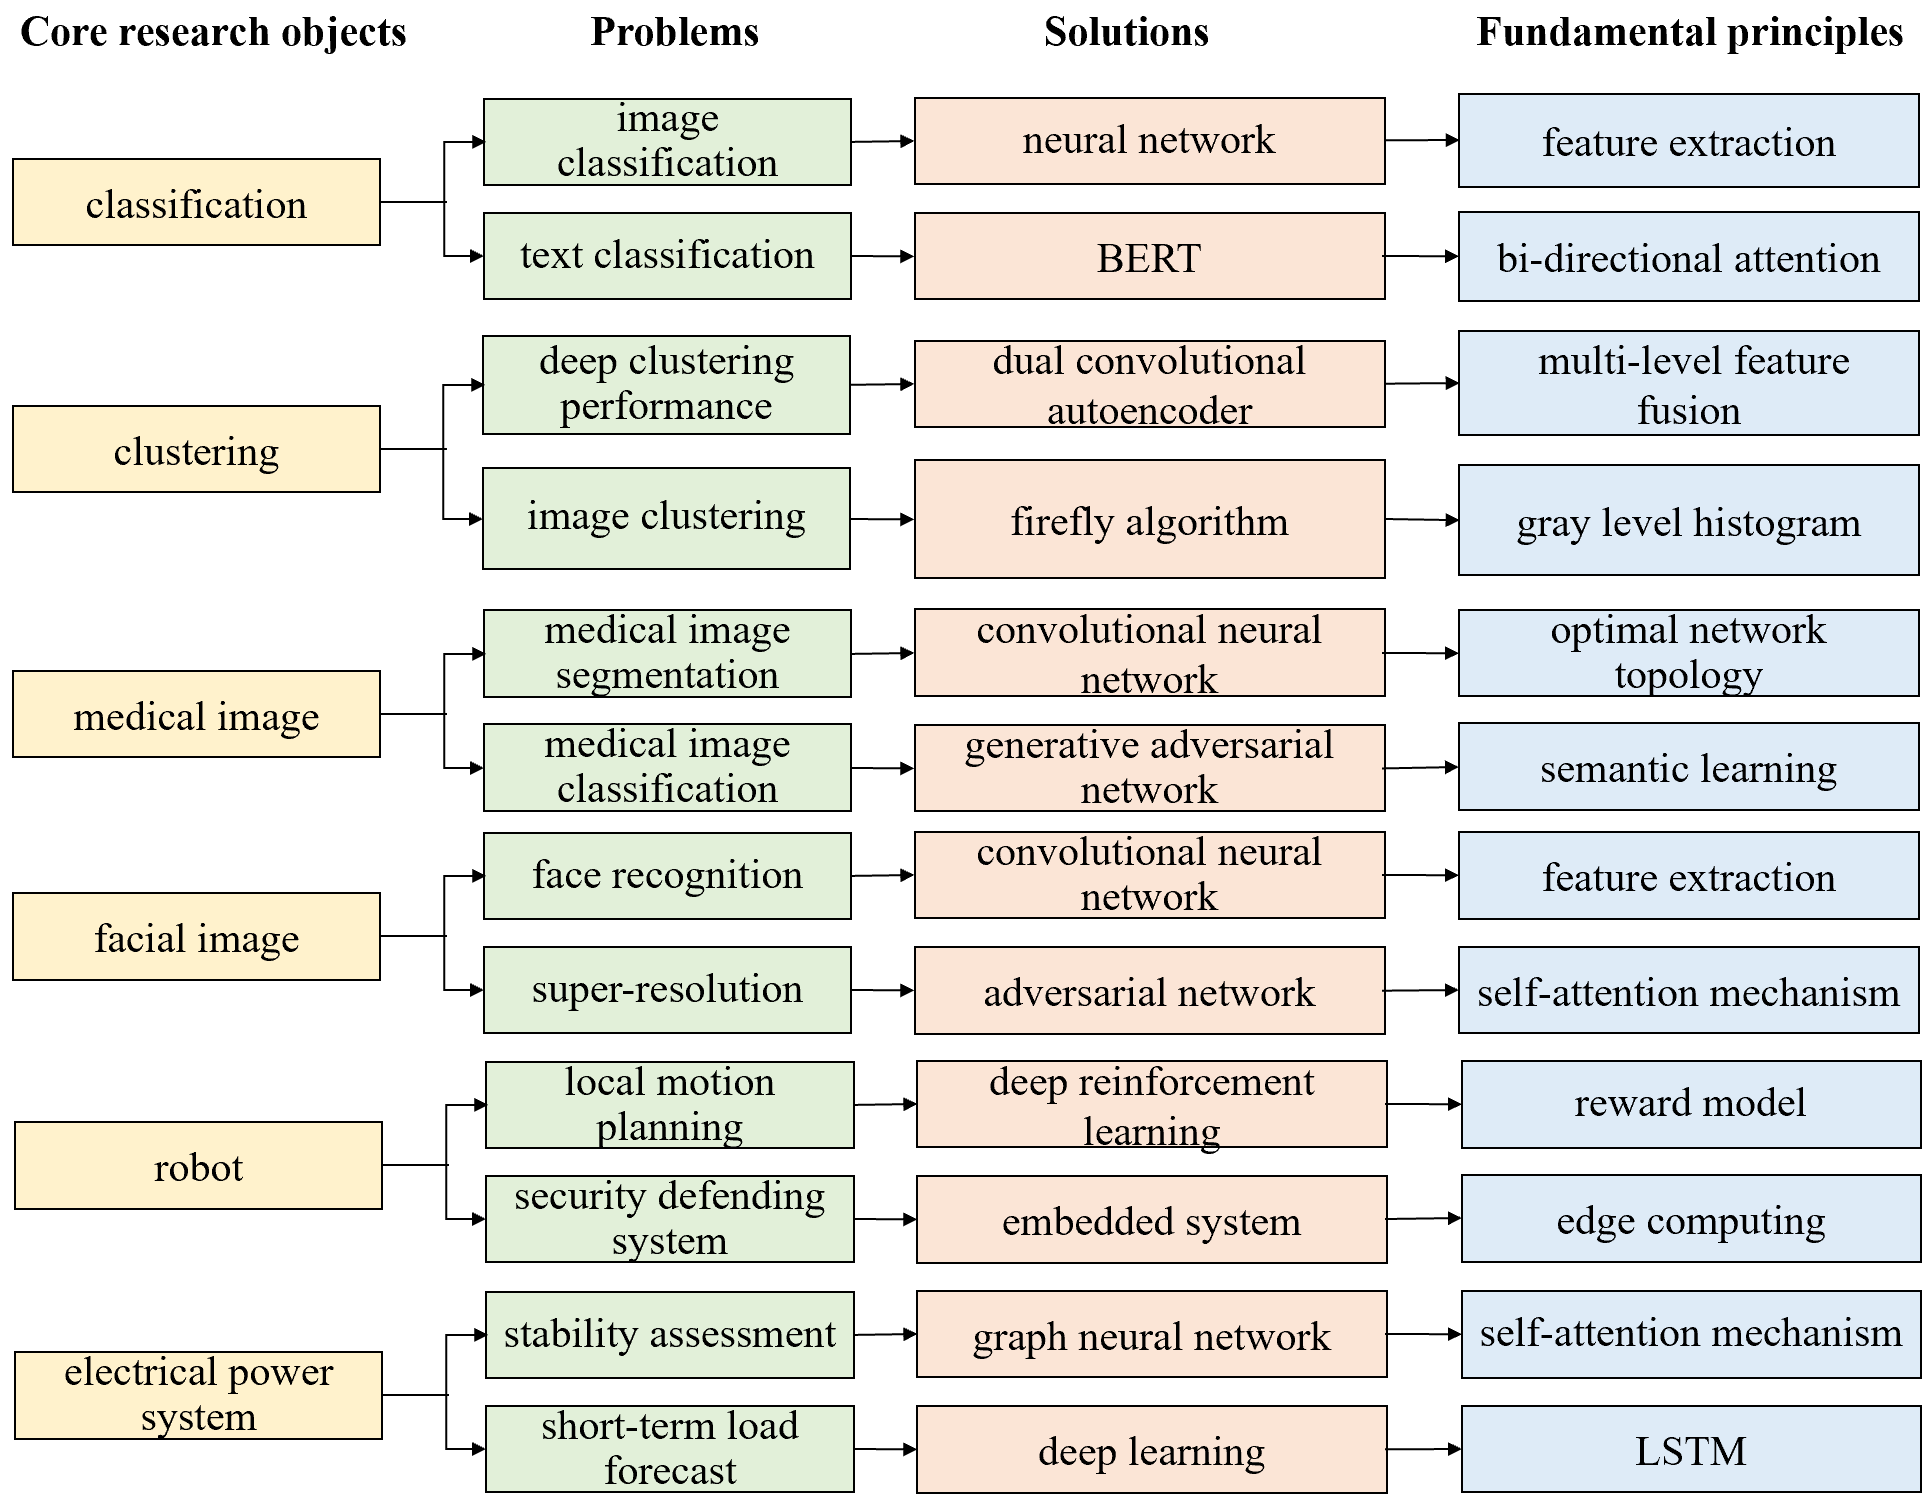 Core research objects
Problems
Solutions
Fundamental principles
classification
image
classification
neural network
feature extraction
text classification
BERT
bi-directional attention
clustering
deep clustering
performance
dual convolutional
autoencoder
multi-level feature
fusion
image clustering
firefly algorithm
gray level histogram
medical image
medical image
segmentation
convolutional neural
network
optimal network
topology
medical image
classification
generative adversarial
network
semantic learning
facial image
face recognition
convolutional neural
network
feature extraction
super-resolution
adversarial network
self-attention mechanism
robot
local motion
planning
deep reinforcement
learning
reward model
security defending
system
embedded system
edge computing
electrical power
system
stability assessment
graph neural network
self-attention mechanism
short-term load
forecast
deep learning
LSTM